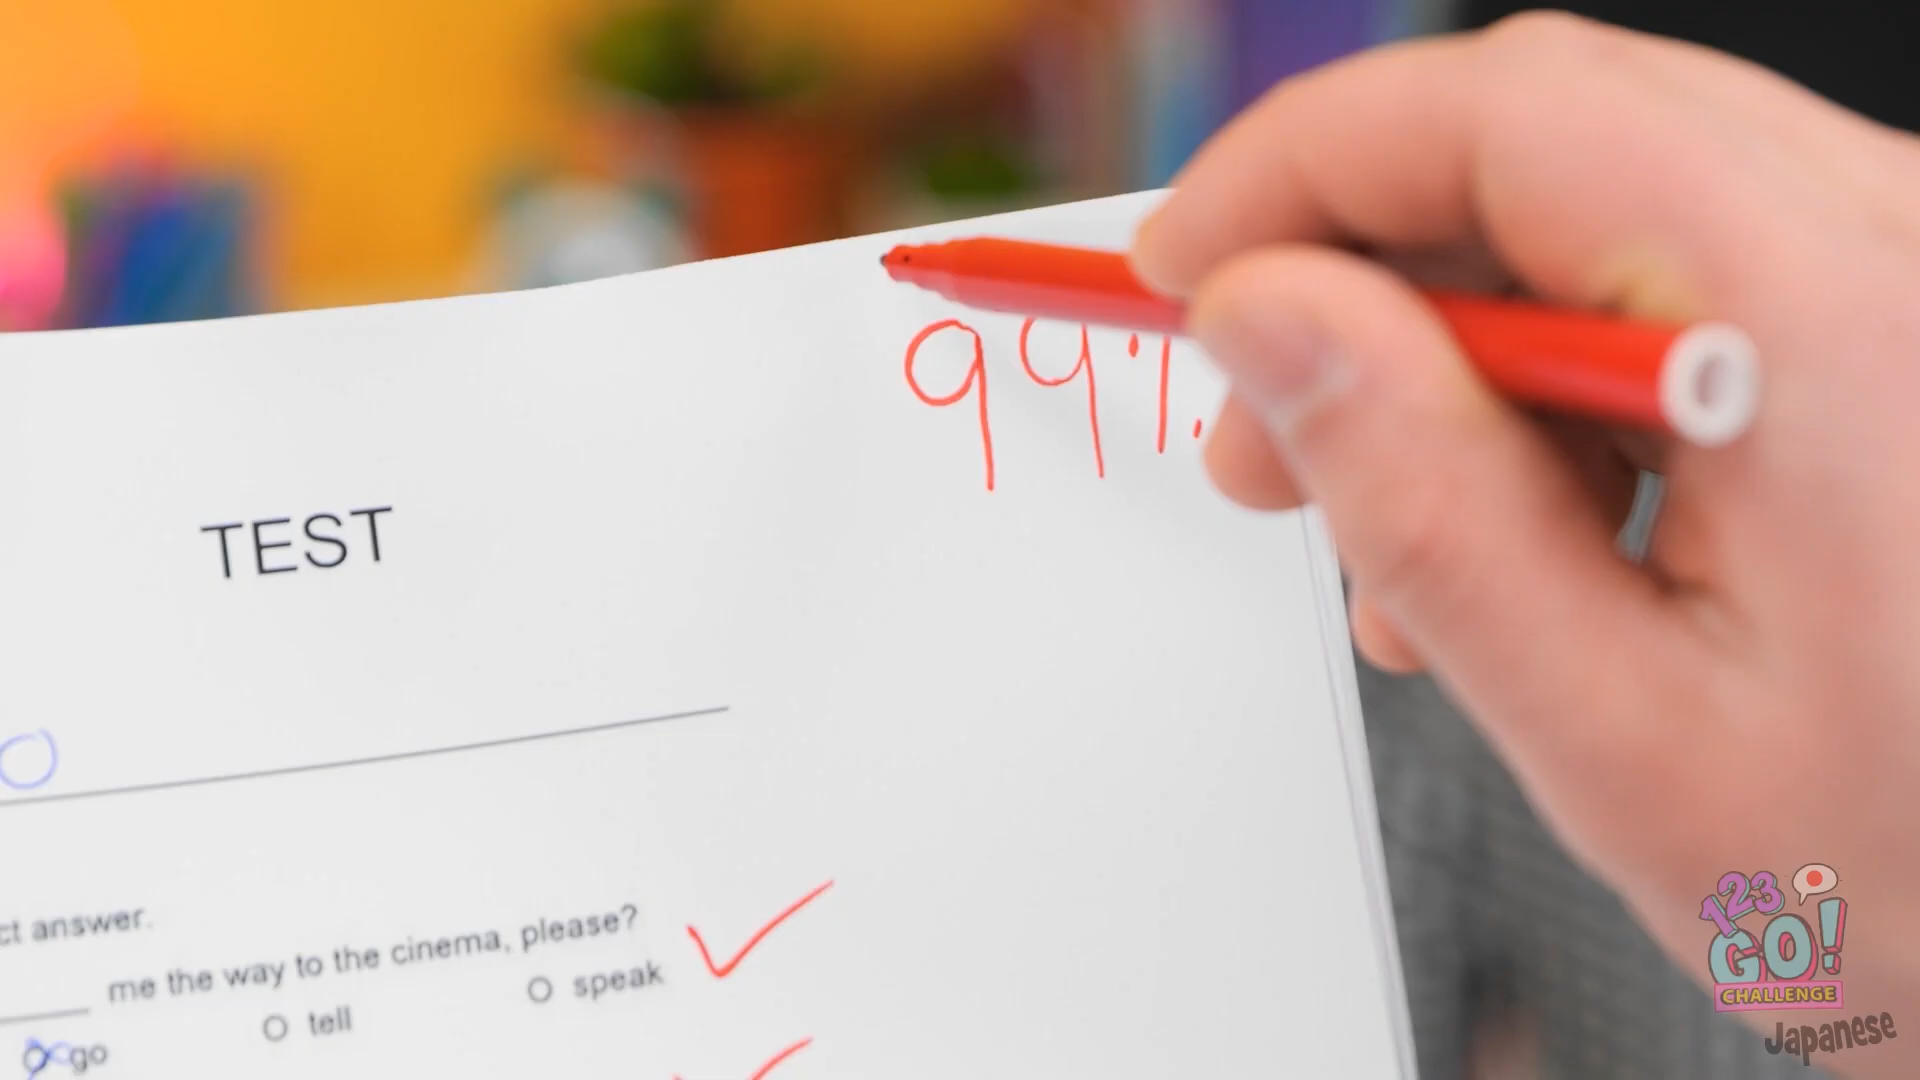 99%
TEST
ct answer.
me the way to the cinema, please?
go
tell
speak
123
GO!
CHALLENGE
Japanese